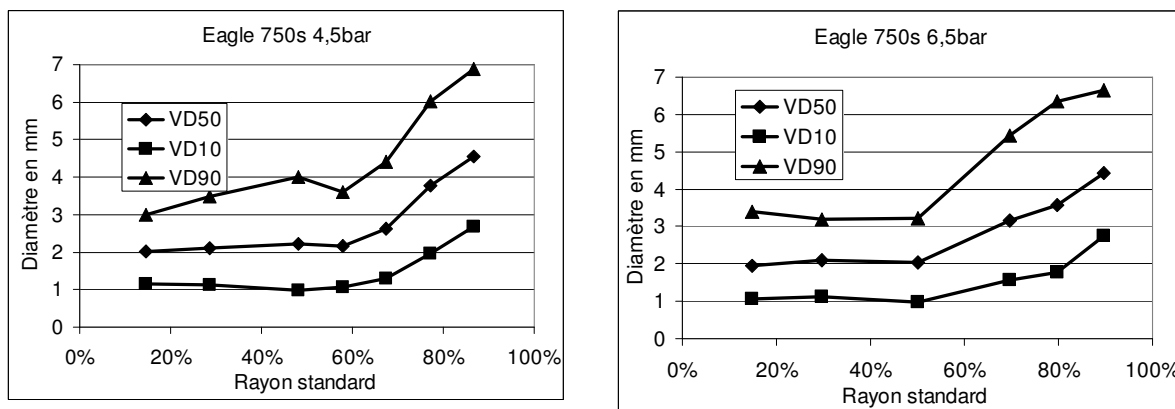 Eagle 750s 4,5bar
Diamètre en mm
7
6
5
4
3
2
1
0
VD50
VD10
VD90
0% 20% 40% 60% 80% 100%
Rayon standard
Eagle 750s 6,5bar
Diamètre en mm
7
6
5
4
3
2
1
0
VD50
VD10
VD90
0% 20% 40% 60% 80% 100%
Rayon standard